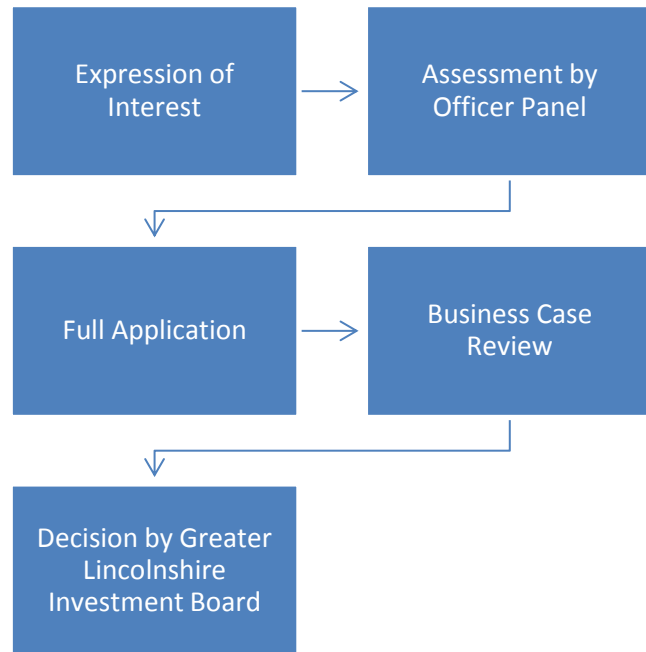 Expression of
Interest
Assessment by
Officer Panel
Full Application
Business Case
Review
Decision by Greater
Lincolnshire
Investment Board